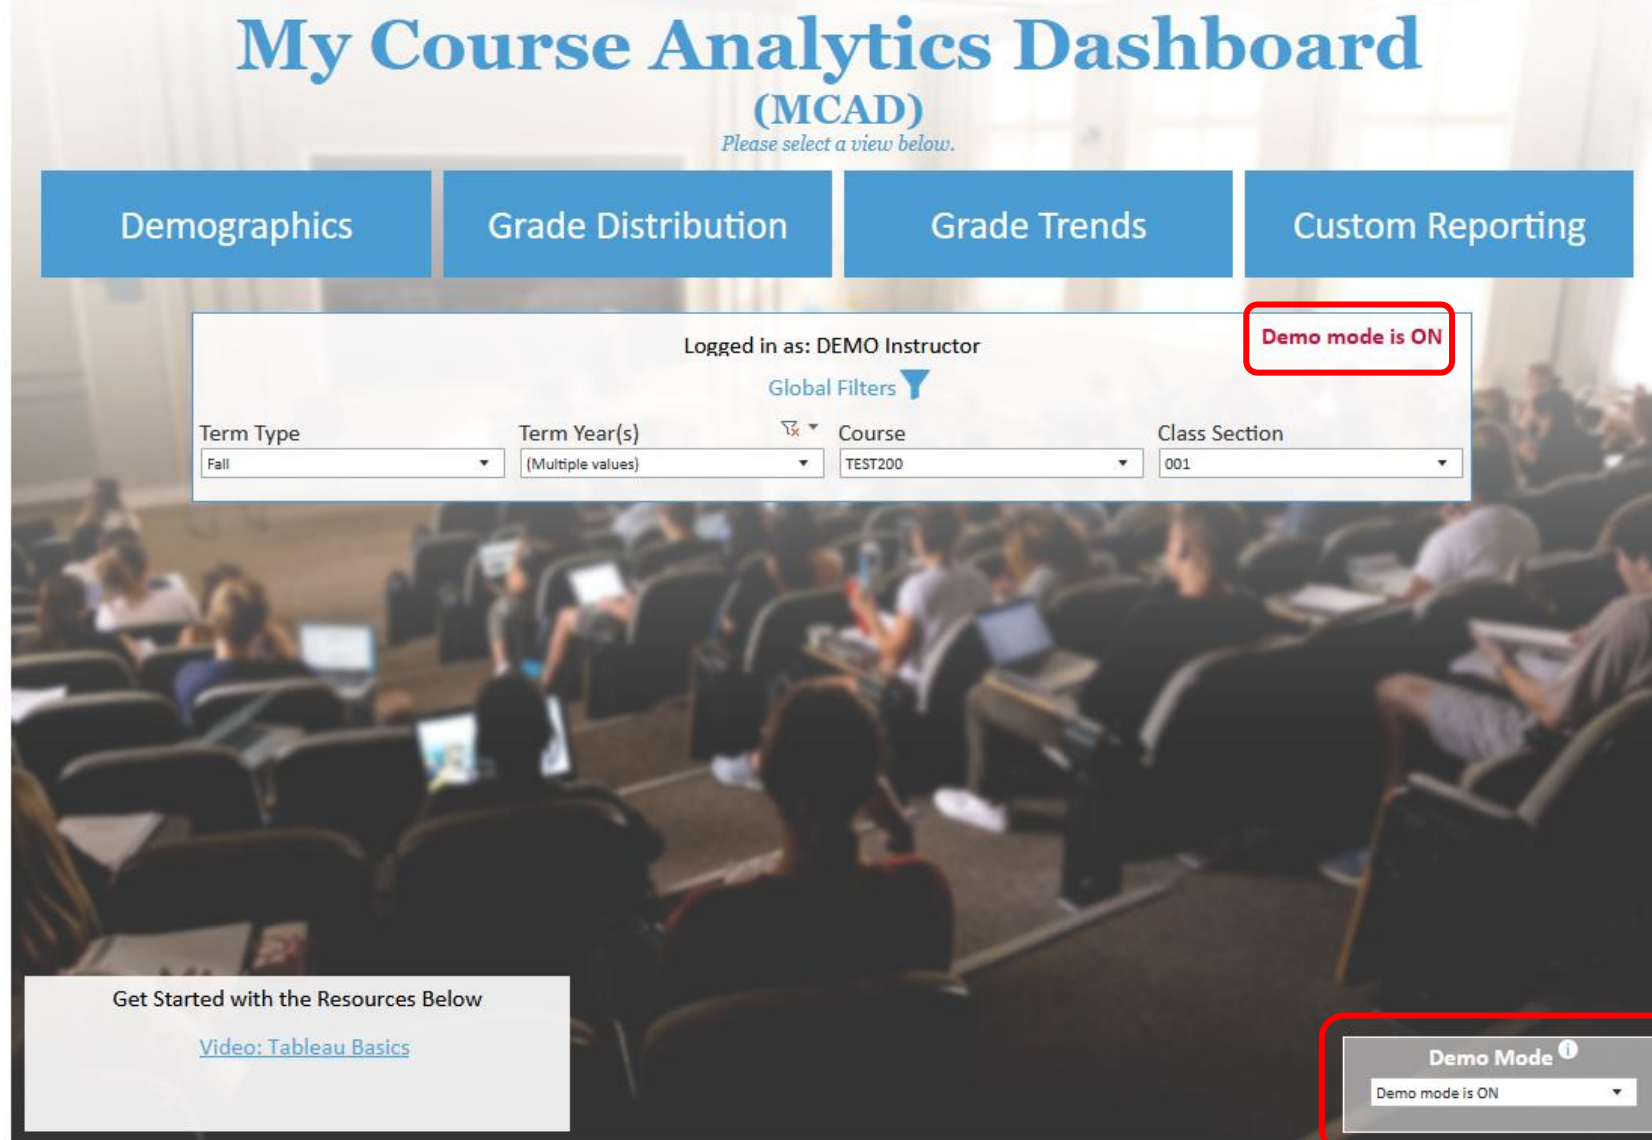 My Course Analytics Dashboard
(MCAD)
Please select a view below.
Demographics
Grade Distribution
Grade Trends
Custom Reporting
Logged in as: DEMO Instructor
Demo mode is ON
Global Filters
Term Type
Term Year(s)
Course
Class Section
Fall
(Multiple values)
TEST200
001
Get Started with the Resources Below
Video: Tableau Basics
Demo Mode i
Demo mode is ON